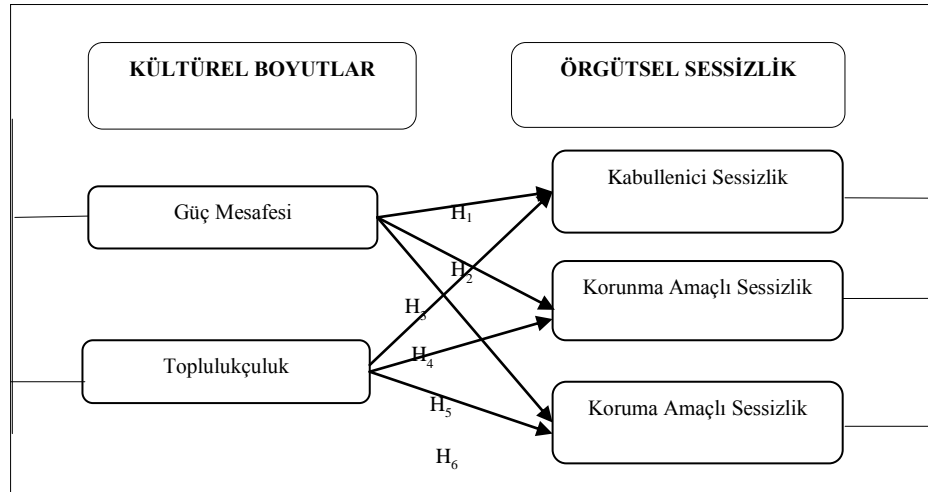 KÜLTÜREL BOYUTLAR
ÖRGÜTSEL SESSİZLİK
Kabullenici Sessizlik
Güç Mesafesi
H₁
H₂
Korunma Amaçlı Sessizlik
H₃
Toplulukçuluk
H₄
H₅
Koruma Amaçlı Sessizlik
H₆